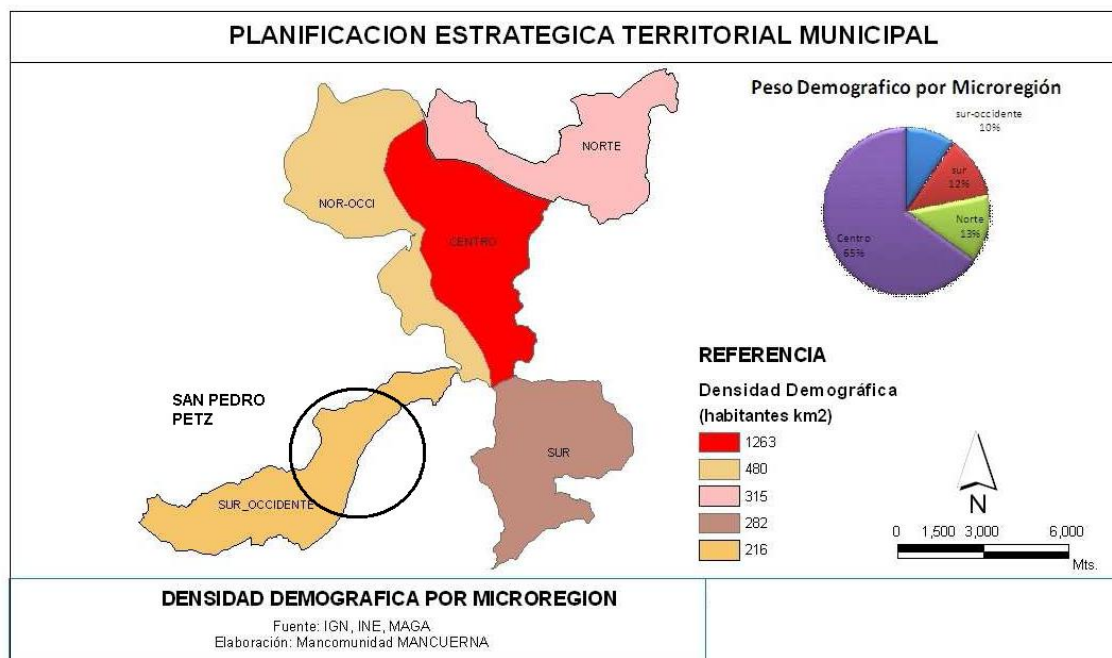 PLANIFICACION ESTRATEGICA TERRITORIAL MUNICIPAL
Peso Demografico por Microregión
sur-occidente
10%
sur
12%
Norte
13%
Centro
65%
NORTE
NOR-OCCI
CENTRO
SAN PEDRO
PETZ
SUR
SUR_OCCIDENTE
REFERENCIA
Densidad Demográfica
(habitantes km2)
1263
480
315
282
216
N
0 1,500 3,000 6,000
Mts.
DENSIDAD DEMOGRAFICA POR MICROREGION
Fuente: IGN, INE, MAGA
Elaboración: Mancomunidad MANCUERNA